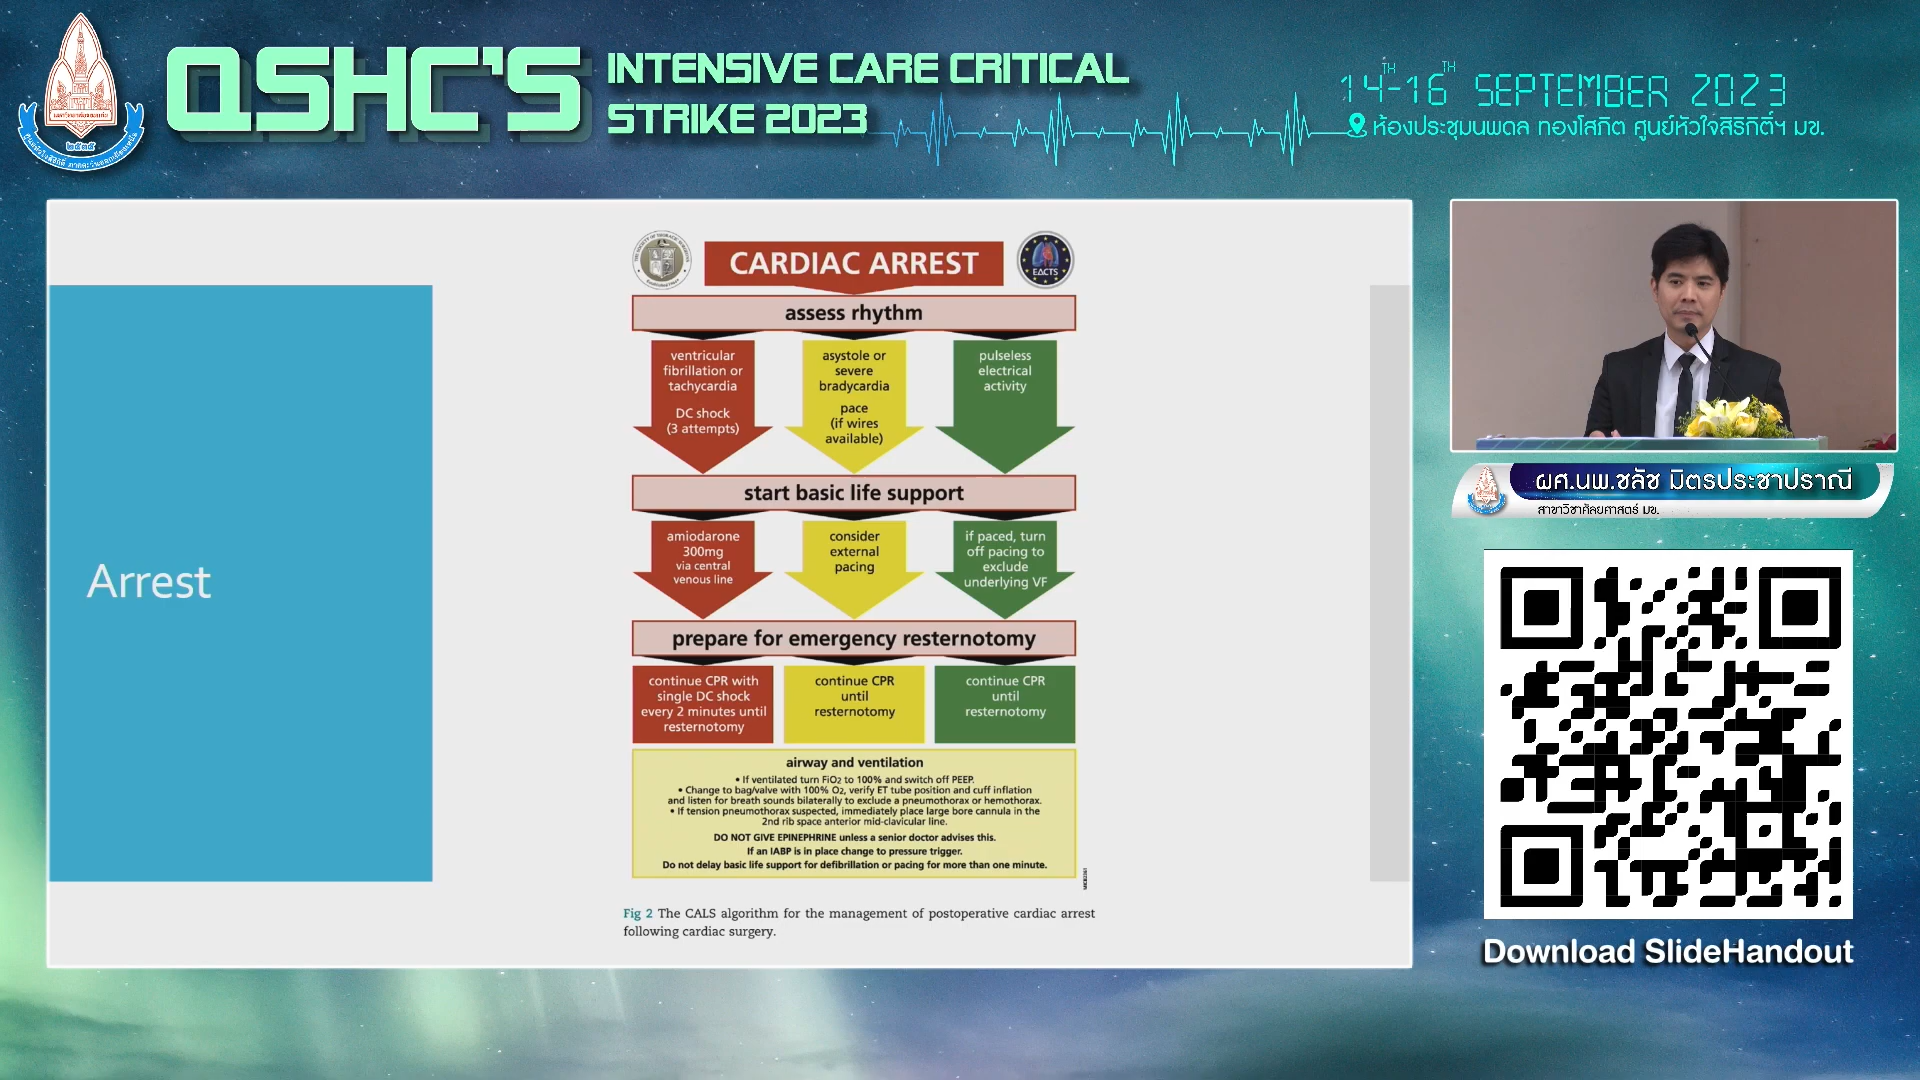 QSHC'S
INTENSIVE CARE CRITICAL
STRIKE 2023
14TH-16TH SEPTEMBER 2023
ห้องประชุมนพดล ทองโสภิต ศูนย์หัวใจสิริกิติ์ฯ มข.
Arrest
CARDIAC ARREST
EACTS
assess rhythm
ventricular
fibrillation or
tachycardia
DC shock
(3 attempts)
asystole or
severe
bradycardia
pace
(if wires
available)
pulseless
electrical
activity
start basic life support
amiodarone
300mg
via central
venous line
consider
external
pacing
if paced, turn
off pacing to
exclude
underlying VF
prepare for emergency resternotomy
continue CPR with
single DC shock
every 2 minutes until
resternotomy
continue CPR
until
resternotomy
continue CPR
until
resternotomy
airway and ventilation
• If ventilated turn FiO2 to 100% and switch off PEEP.
• Change to bag/valve with 100% O2, verify ET tube position and cuff inflation
and listen for breath sounds bilaterally to exclude a pneumothorax or hemothorax.
• If tension pneumothorax suspected, immediately place large bore cannula in the
2nd rib space anterior mid-clavicular line.
DO NOT GIVE EPINEPHRINE unless a senior doctor advises this.
If an IABP is in place change to pressure trigger.
Do not delay basic life support for defibrillation or pacing for more than one minute.
Fig 2 The CALS algorithm for the management of postoperative cardiac arrest
following cardiac surgery.
ผศ.นพ.ชลัช มิตรประชาปราณี
สาขาวิชาศัลยศาสตร์ มข.
Download SlideHandout